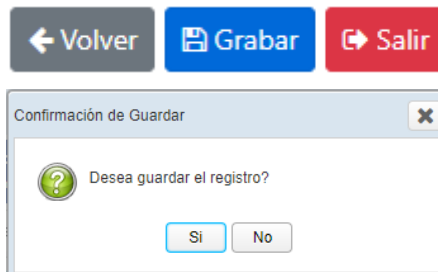 Volver Grabar Salir
Confirmación de Guardar
Desea guardar el registro?
Si No